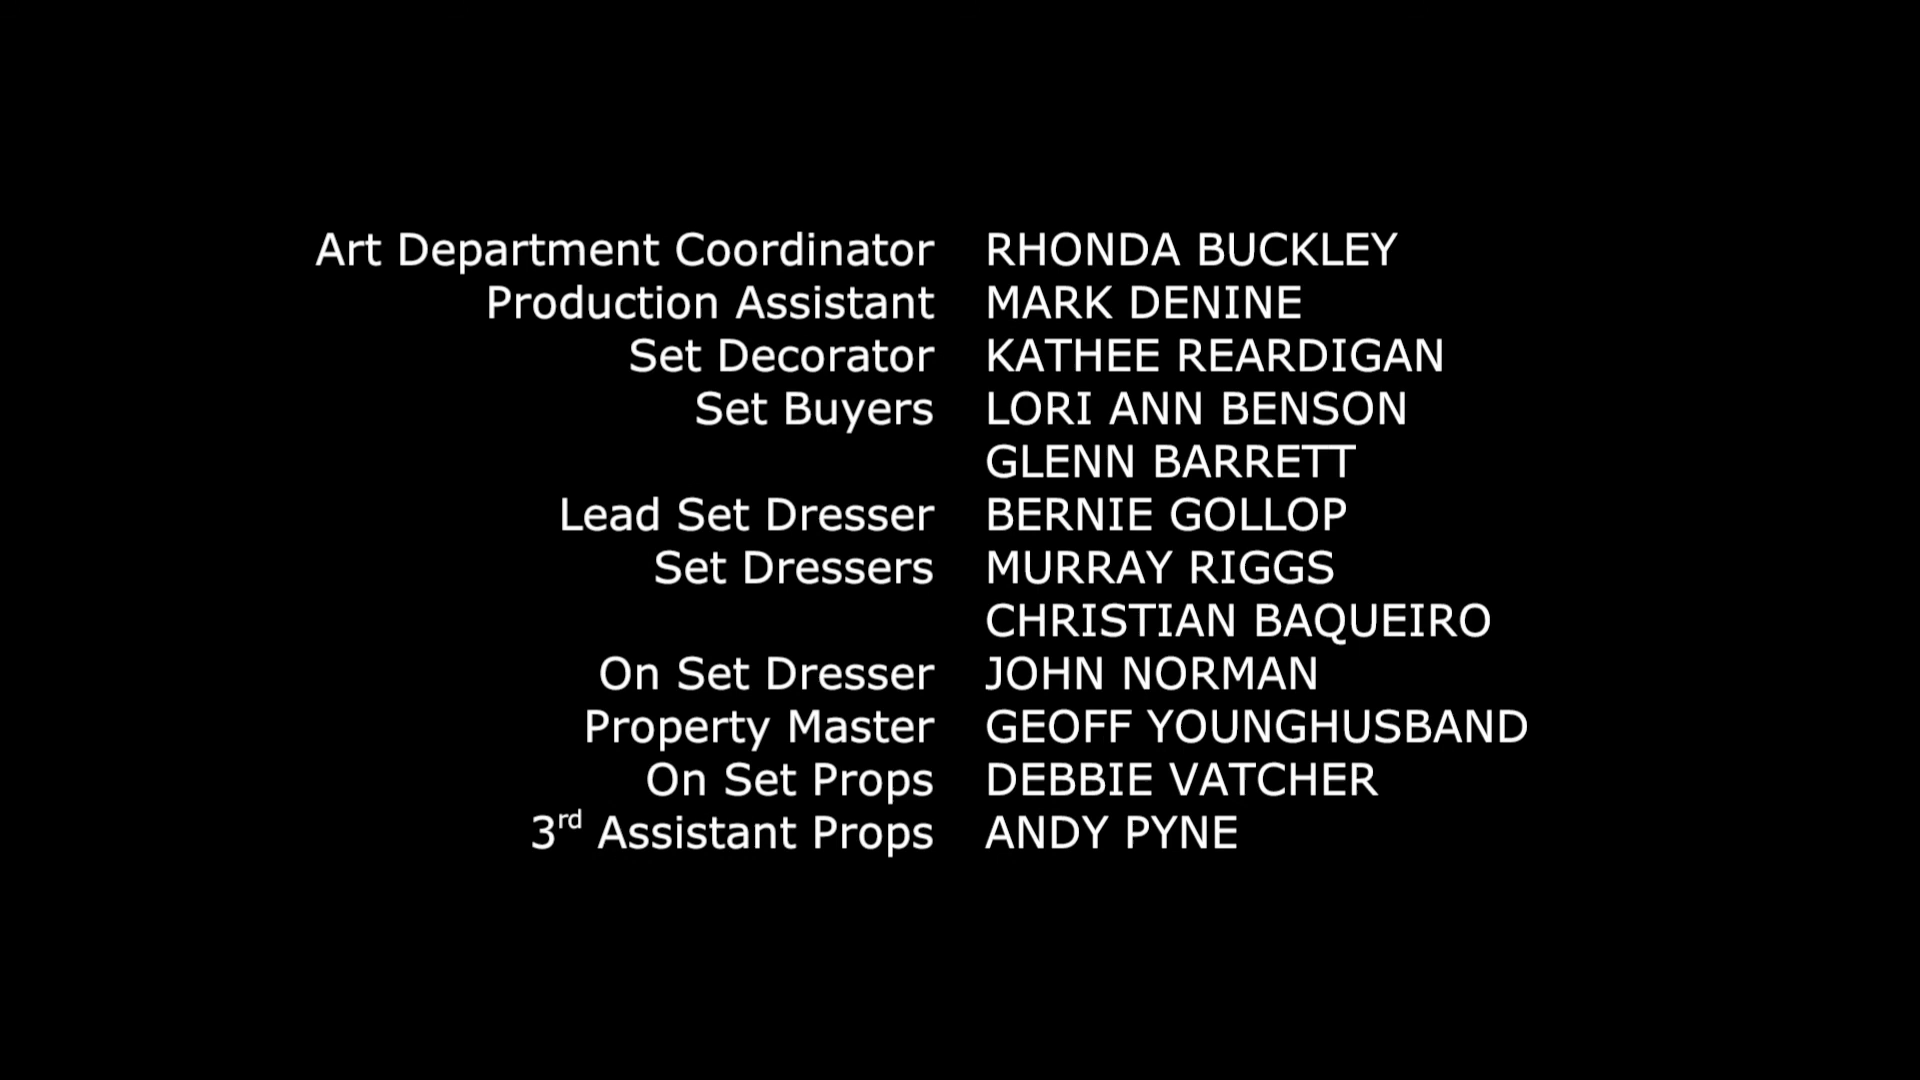 Art Department Coordinator RHONDA BUCKLEY
Production Assistant MARK DENINE
Set Decorator KATHEE REARDIGAN
Set Buyers LORI ANN BENSON
GLENN BARRETT
Lead Set Dresser BERNIE GOLLOP
Set Dressers MURRAY RIGGS
CHRISTIAN BAQUEIRO
On Set Dresser JOHN NORMAN
Property Master GEOFF YOUNGHUSBAND
On Set Props DEBBIE VATCHER
3rd Assistant Props ANDY PYNE